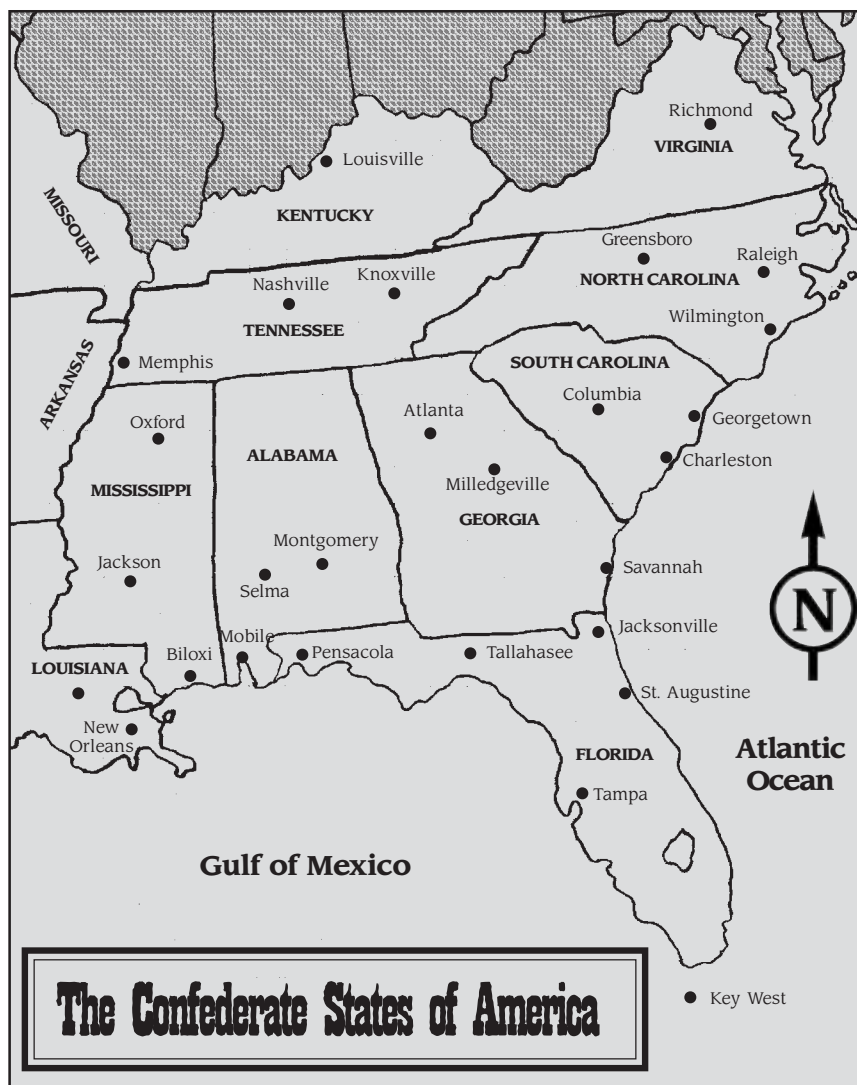 Richmond
VIRGINIA
Louisville
MISSOURI
KENTUCKY
Greensboro
Raleigh
Knoxville
Nashville
NORTH CAROLINA
TENNESSEE
Wilmington
ARKANSAS
Memphis
SOUTH CAROLINA
Columbia
Atlanta
Georgetown
Oxford
ALABAMA
Charleston
MISSISSIPPI
Milledgeville
GEORGIA
Montgomery
Jackson
Savannah
Selma
N
Jacksonville
Mobile
Biloxi
Pensacola
Tallahasee
LOUISIANA
St. Augustine
New
Orleans
FLORIDA
Atlantic
Ocean
Tampa
Gulf of Mexico
The Confederate States of America
Key West